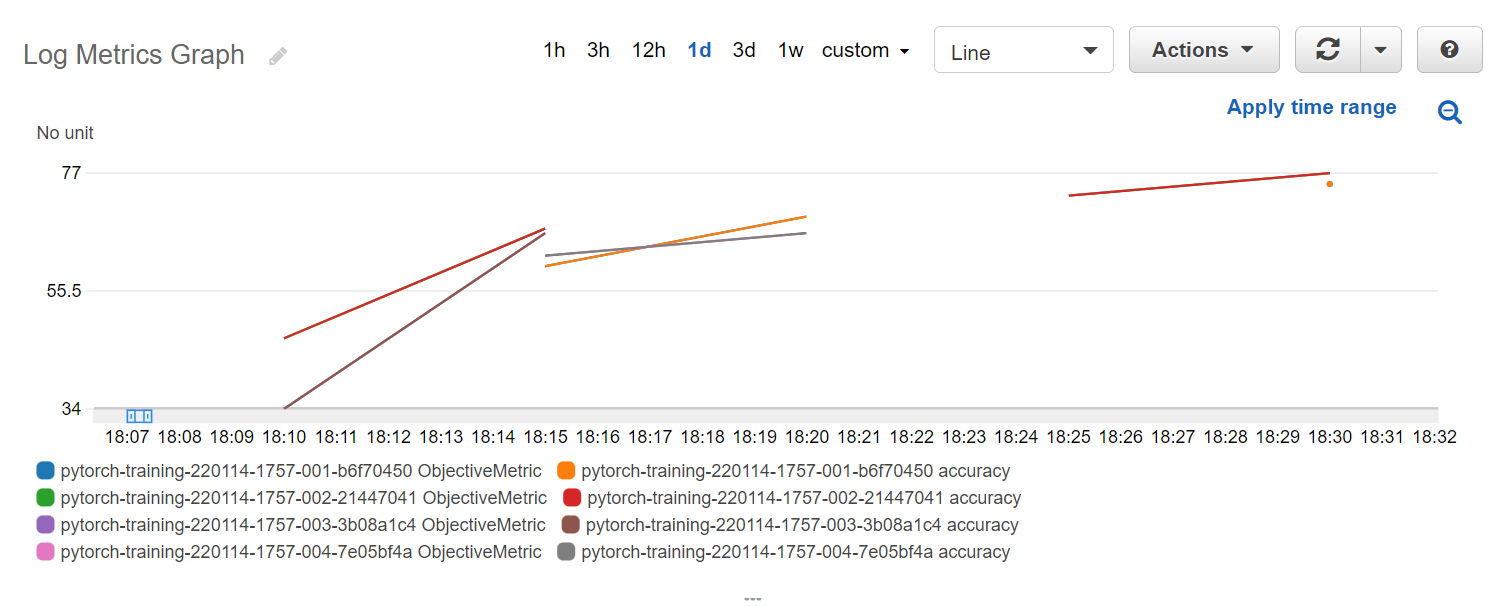 Log Metrics Graph
1h 3h 12h 1d 3d 1w custom
Line
Actions
?
Apply time range
No unit
77
55.5
34
18:07 18:08 18:09 18:10 18:11 18:12 18:13 18:14 18:15 18:16 18:17 18:18 18:19 18:20 18:21 18:22 18:23 18:24 18:25 18:26 18:27 18:28 18:29 18:30 18:31 18:32
pytorch-training-220114-1757-001-b6f70450 ObjectiveMetric pytorch-training-220114-1757-001-b6f70450 accuracy
pytorch-training-220114-1757-002-21447041 ObjectiveMetric pytorch-training-220114-1757-002-21447041 accuracy
pytorch-training-220114-1757-003-3b08a1c4 ObjectiveMetric pytorch-training-220114-1757-003-3b08a1c4 accuracy
pytorch-training-220114-1757-004-7e05bf4a ObjectiveMetric pytorch-training-220114-1757-004-7e05bf4a accuracy